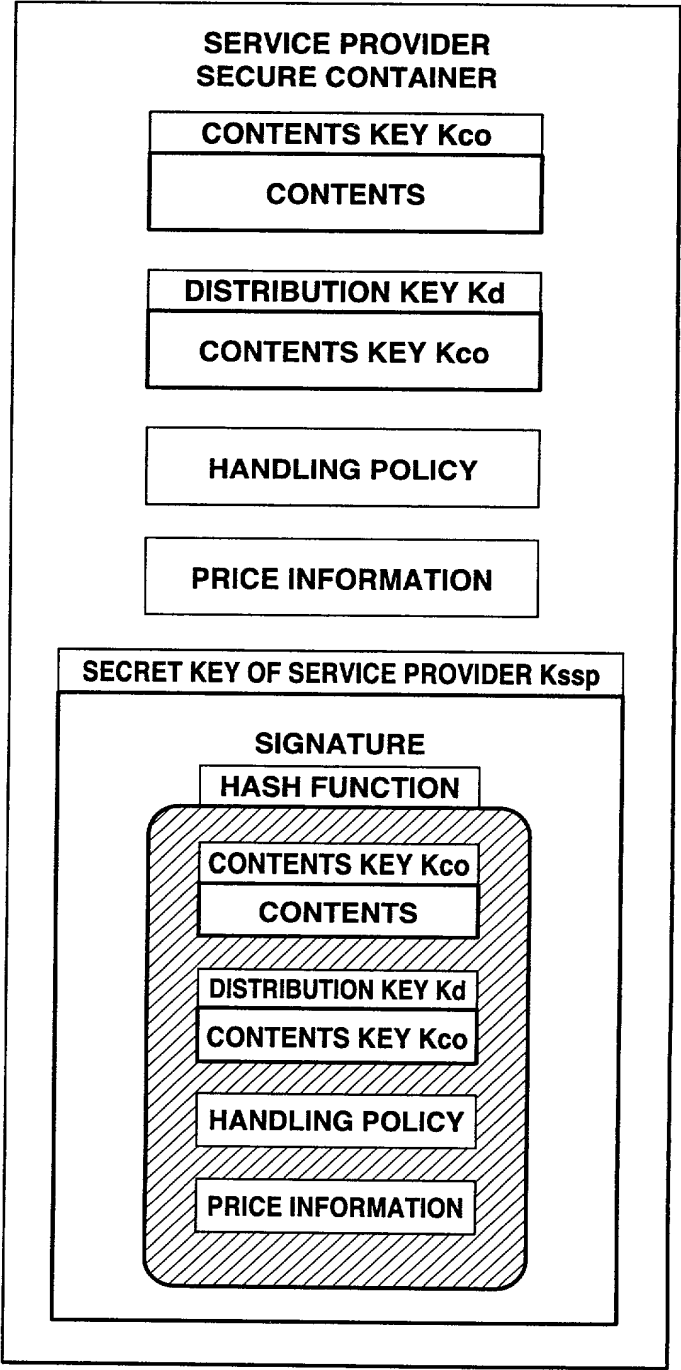 SERVICE PROVIDER
SECURE CONTAINER
CONTENTS KEY Kco
CONTENTS
DISTRIBUTION KEY Kd
CONTENTS KEY Kco
HANDLING POLICY
PRICE INFORMATION
SECRET KEY OF SERVICE PROVIDER Kssp
SIGNATURE
HASH FUNCTION
CONTENTS KEY Kco
CONTENTS
DISTRIBUTION KEY Kd
CONTENTS KEY Kco
HANDLING POLICY
PRICE INFORMATION